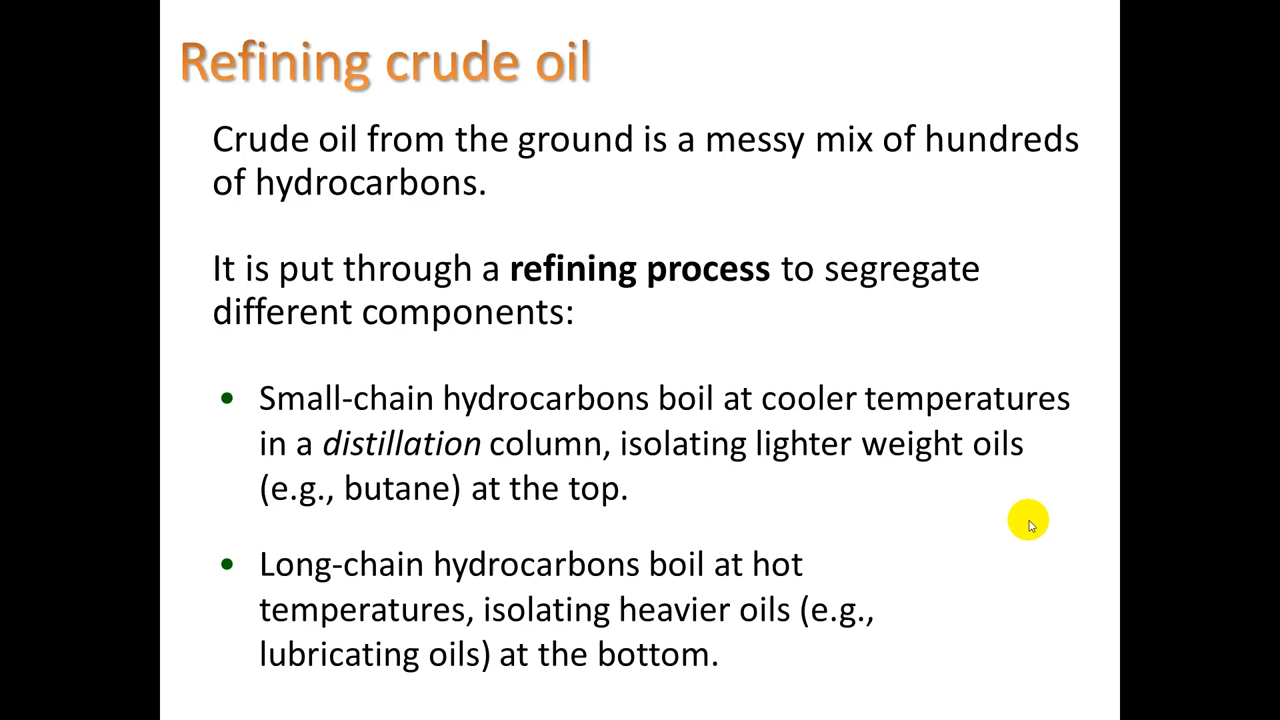 Refining crude oil
Crude oil from the ground is a messy mix of hundreds
of hydrocarbons.
It is put through a refining process to segregate
different components:
• Small-chain hydrocarbons boil at cooler temperatures
in a distillation column, isolating lighter weight oils
(e.g., butane) at the top.
• Long-chain hydrocarbons boil at hot
temperatures, isolating heavier oils (e.g.,
lubricating oils) at the bottom.